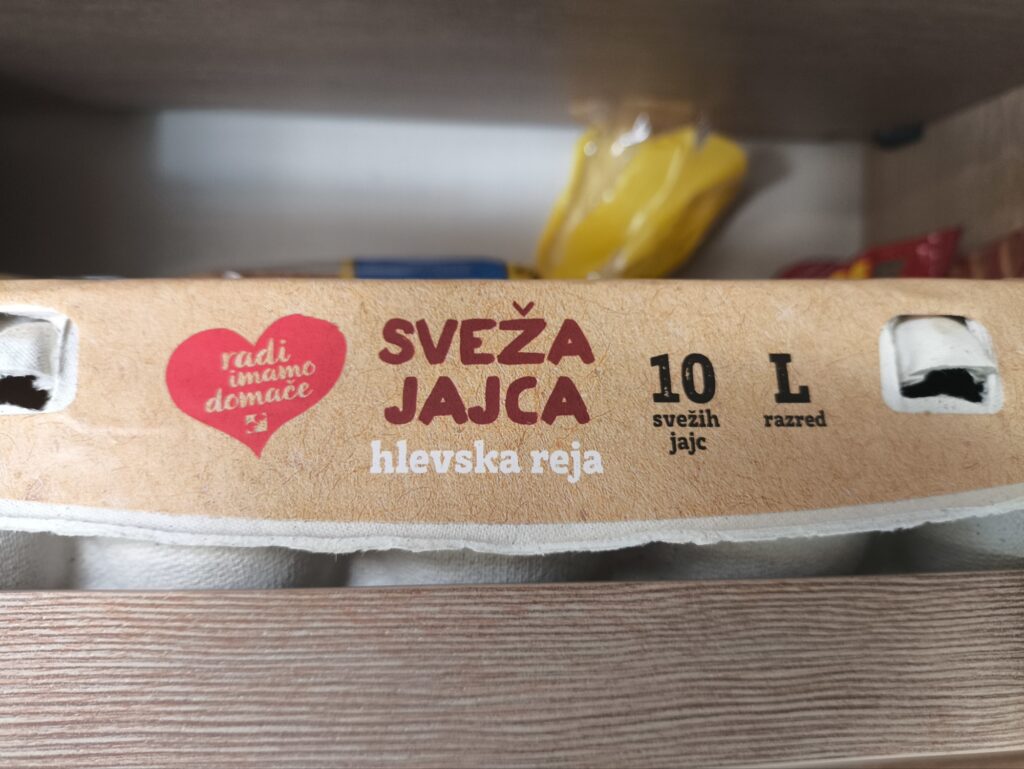 radi
imamo
domače
SVEŽA
JAJCA
hlevska reja
10
svežih
jajc
L
razred